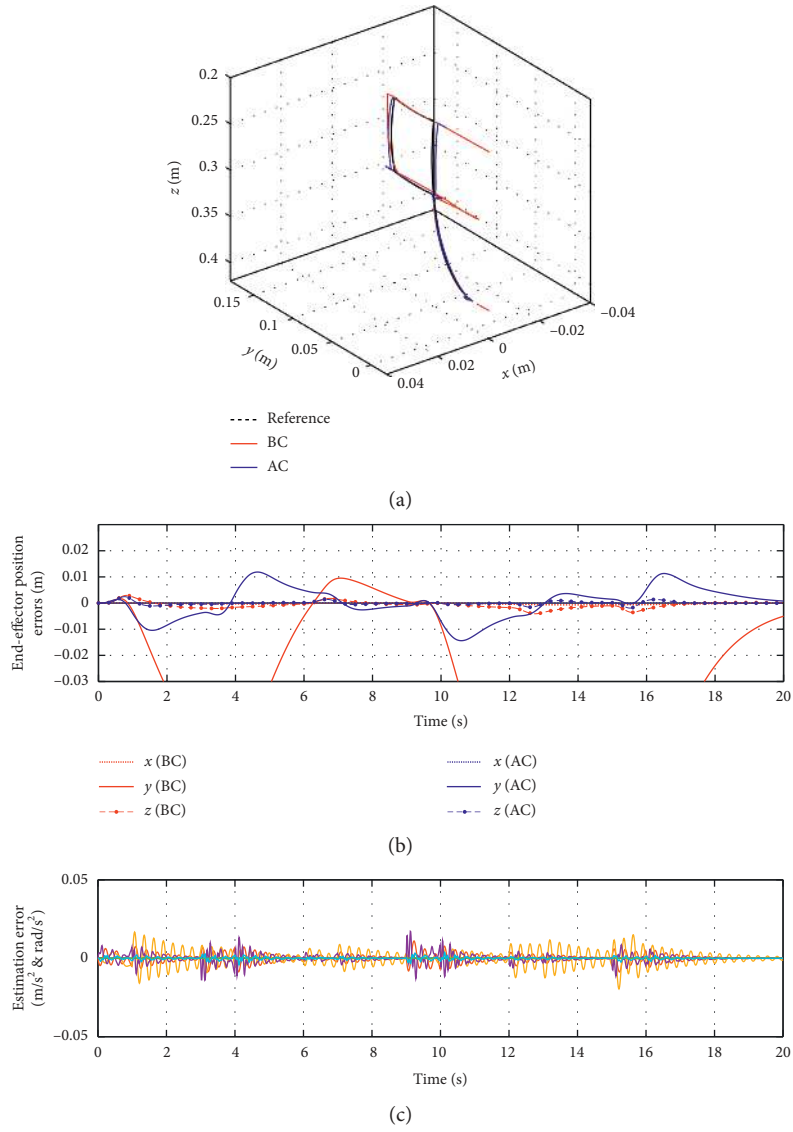 0.2
0.25
0.3
0.35
0.4
z (m)
0.15
0.1
0.05
0
y (m)
0.04
0.02
0
−0.02
−0.04
x (m)
Reference
BC
AC
(a)
0.02
0.01
0
−0.01
−0.02
−0.03
End-effector position
errors (m)
0 2 4 6 8 10 12 14 16 18 20
Time (s)
x (BC)
y (BC)
z (BC)
x (AC)
y (AC)
z (AC)
(b)
0.05
0
−0.05
Estimation error
(m/s² & rad/s²)
0 2 4 6 8 10 12 14 16 18 20
Time (s)
(c)